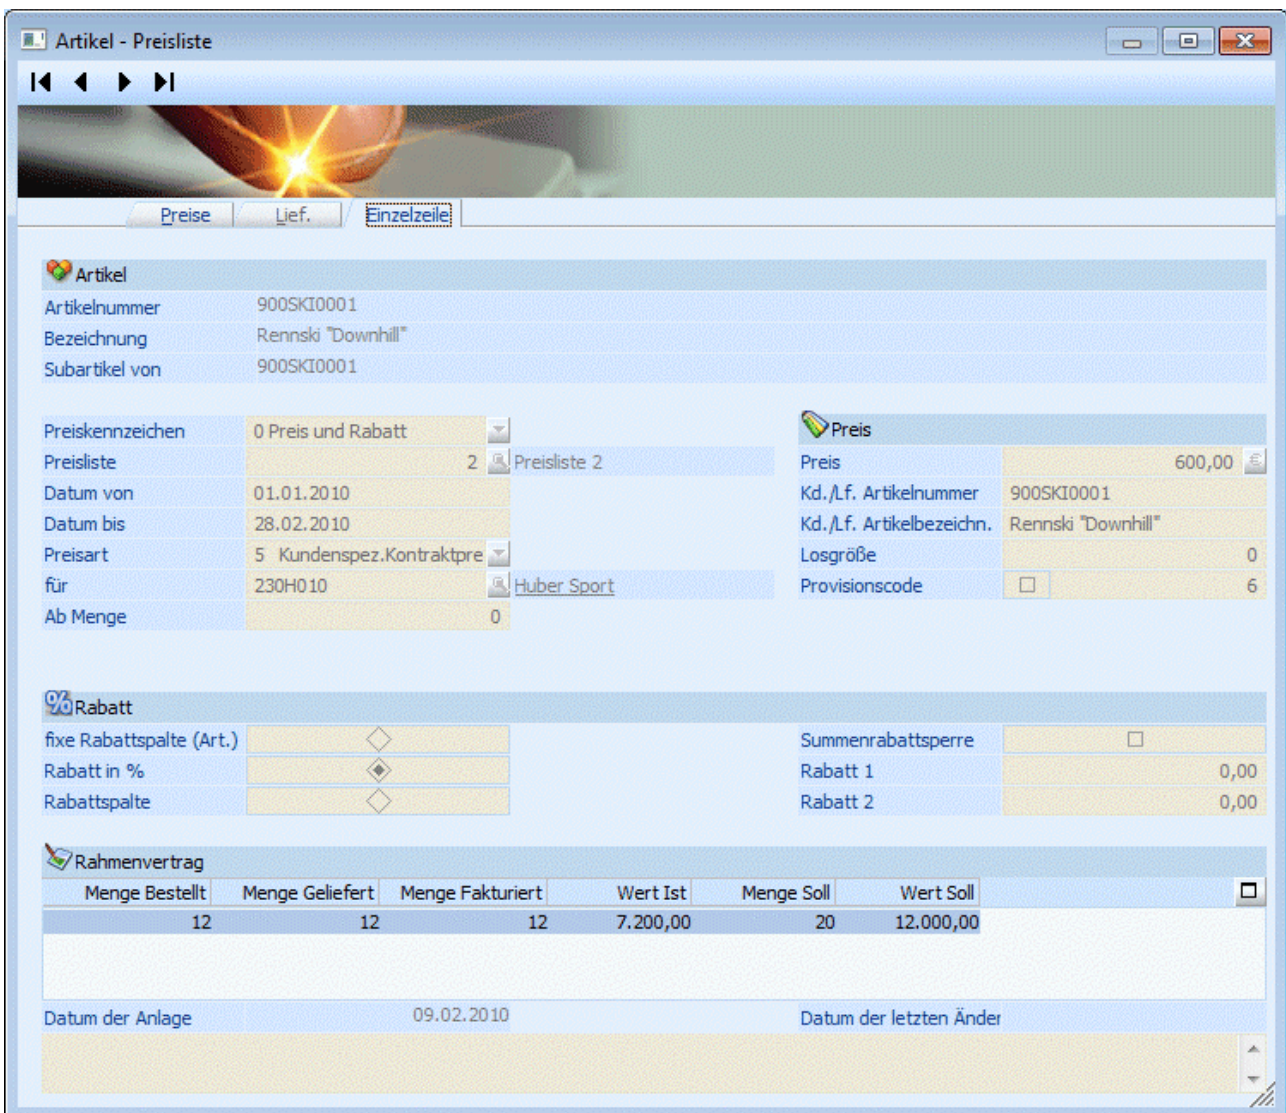 Artikel - Preisliste
Preise Lief. Einzelzeile
Artikel
Artikelnummer 900SKI0001
Bezeichnung Rennski "Downhill"
Subartikel von 900SKI0001
Preiskennzeichen 0 Preis und Rabatt
Preis
Preisliste 2 Preisliste 2
Preis 600,00 €
Datum von 01.01.2010
Kd./Lf. Artikelnummer 900SKI0001
Datum bis 28.02.2010
Kd./Lf. Artikelbezeichn. Rennski "Downhill"
Preisart 5 Kundenspez.Kontraktpre
Losgröße 0
für 230H010 Huber Sport
Provisionscode 6
Ab Menge 0
% Rabatt
fixe Rabattspalte (Art.)
Summenrabattsperre
Rabatt in %
Rabatt 1 0,00
Rabattspalte
Rabatt 2 0,00
Rahmenvertrag
Menge Bestellt Menge Geliefert Menge Fakturiert Wert Ist Menge Soll Wert Soll
12 12 12 7.200,00 20 12.000,00
Datum der Anlage 09.02.2010 Datum der letzten Änder